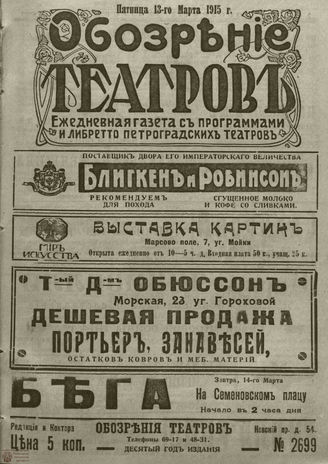 Пятница 13-го Марта 1915 г.
Обозрѣніе
ТЕАТРОВЪ
Ежедневная газета съ программами
и либретто петроградскихъ театровъ
ПОСТАВЩИКЪ ДВОРА ЕГО ИМПЕРАТОРСКАГО ВЕЛИЧЕСТВА
Блигкенъ и Робинсонъ
РЕКОМЕНДУЕМЪ СГУЩЕННОЕ МОЛОКО
ДЛЯ ПОХОДА И КОФЕ СО СЛИВКАМИ.
МІРЪ ИСКУССТВА
ВЫСТАВКА КАРТИНЪ
Марсово поле, 7, уг. Мойки
Открыта ежедневно отъ 10—5 ч. д. Входная плата 50 к., учащ. 25 к.
Т-ый Д-мъ ОБЮССОНЪ
Морская, 23 уг. Гороховой
ДЕШЕВАЯ ПРОДАЖА
ПОРТЬЕРЪ, ЗАНАВѢСЕЙ,
ОСТАТКОВЪ КОВРОВЪ И МЕБ. МАТЕРІЙ.
БѢГА
Завтра, 14-го Марта
На Семеновскомъ плацу
Начало въ 2 часа дня
Редакція и Контора ОБОЗРѢНІЯ ТЕАТРОВЪ Невскій пр. д. 54.
Телефоны 69-17 и 48-31.
Цѣна 5 коп. ДЕСЯТЫЙ ГОДЪ ИЗДАНІЯ № 2699